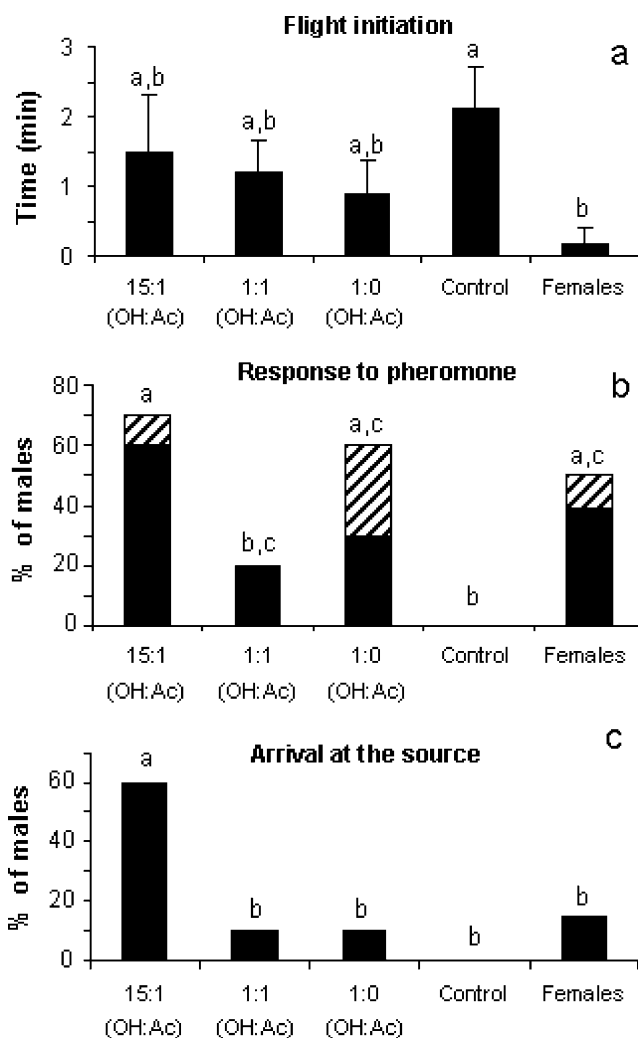 Flight initiation
a
Time (min)
3
2
1
0
a,b
a,b
a,b
a
b
15:1 1:1 1:0 Control Females
(OH:Ac) (OH:Ac) (OH:Ac)
Response to pheromone
b
% of males
80
60
40
20
0
a
b,c
a,c
b
a,c
15:1 1:1 1:0 Control Females
(OH:Ac) (OH:Ac) (OH:Ac)
Arrival at the source
c
% of males
60
40
20
0
a
b
b
b
b
15:1 1:1 1:0 Control Females
(OH:Ac) (OH:Ac) (OH:Ac)